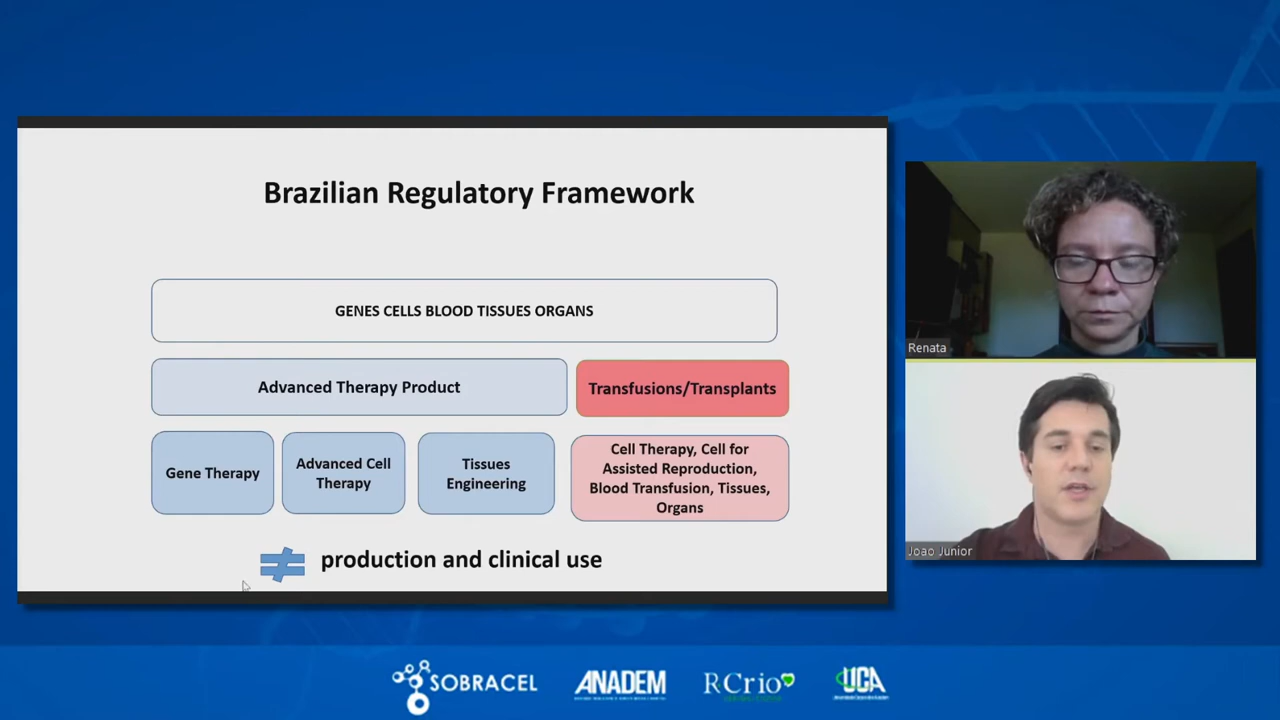 Brazilian Regulatory Framework
GENES CELLS BLOOD TISSUES ORGANS
Advanced Therapy Product
Transfusions/Transplants
Gene Therapy
Advanced Cell
Therapy
Tissues
Engineering
Cell Therapy, Cell for
Assisted Reproduction,
Blood Transfusion, Tissues,
Organs
≠ production and clinical use
Renata
Joao Junior
SOBRACEL
ANADEM
RCrio
UCA